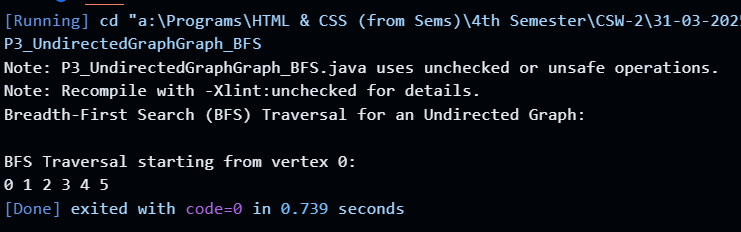 [Running] cd "a:\Programs\HTML & CSS (from Sems)\4th Semester\CSW-2\31-03-202
P3_UndirectedGraphGraph_BFS
Note: P3_UndirectedGraphGraph_BFS.java uses unchecked or unsafe operations.
Note: Recompile with -Xlint:unchecked for details.
Breadth-First Search (BFS) Traversal for an Undirected Graph:
BFS Traversal starting from vertex 0:
0 1 2 3 4 5
[Done] exited with code=0 in 0.739 seconds